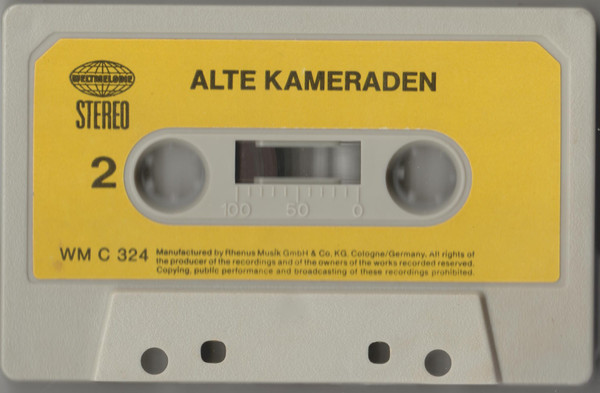 WELTMELODIE
ALTE KAMERADEN
STEREO
2
100 50 0
WM C 324
Manufactured by Rhenus Musik GmbH & Co. KG. Cologne/Germany. All rights of
the producer of the recordings and of the owners of the works recorded reserved.
Copying, public performance and broadcasting of these recordings prohibited.